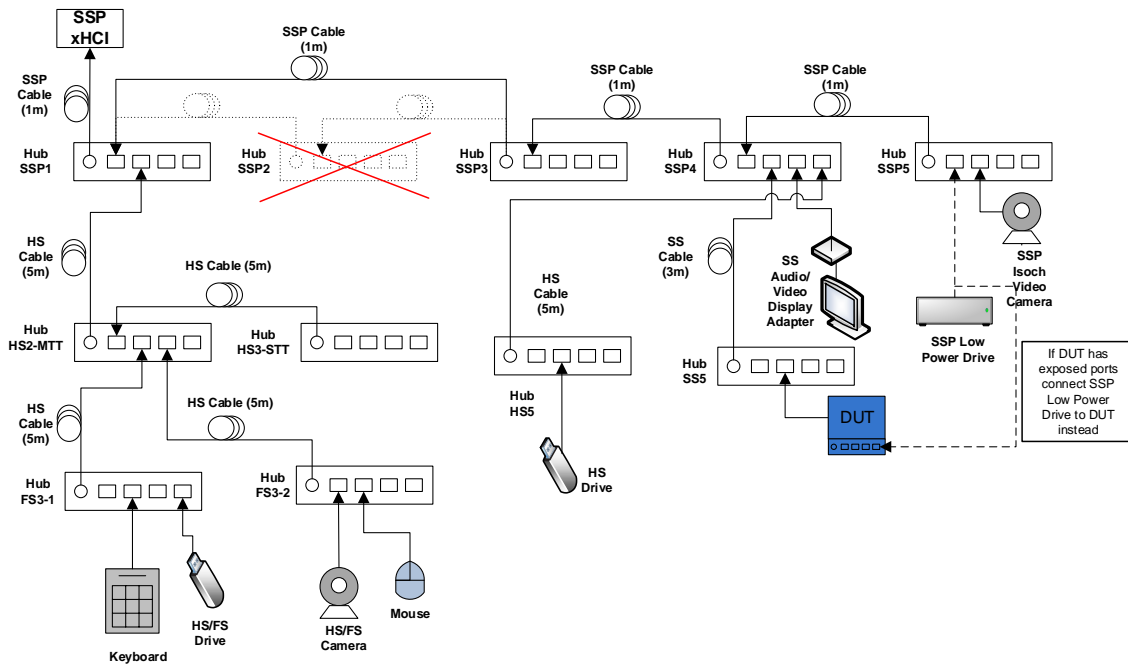 SSP
xHCI
SSP
Cable
(1m)
SSP Cable
(1m)
SSP Cable
(1m)
SSP Cable
(1m)
Hub
SSP1
Hub
SSP2
Hub
SSP3
Hub
SSP4
Hub
SSP5
HS
Cable
(5m)
HS Cable (5m)
HS
Cable
(5m)
SS
Cable
(3m)
SS
Audio/
Video
Display
Adapter
SSP
Isoch
Video
Camera
SSP Low
Power Drive
Hub
HS2-MTT
Hub
HS3-STT
Hub
HS5
Hub
SS5
If DUT has
exposed ports
connect SSP
Low Power
Drive to DUT
instead
DUT
HS
Cable
(5m)
HS Cable (5m)
Hub
FS3-1
Hub
FS3-2
HS
Drive
Keyboard
HS/FS
Drive
HS/FS
Camera
Mouse